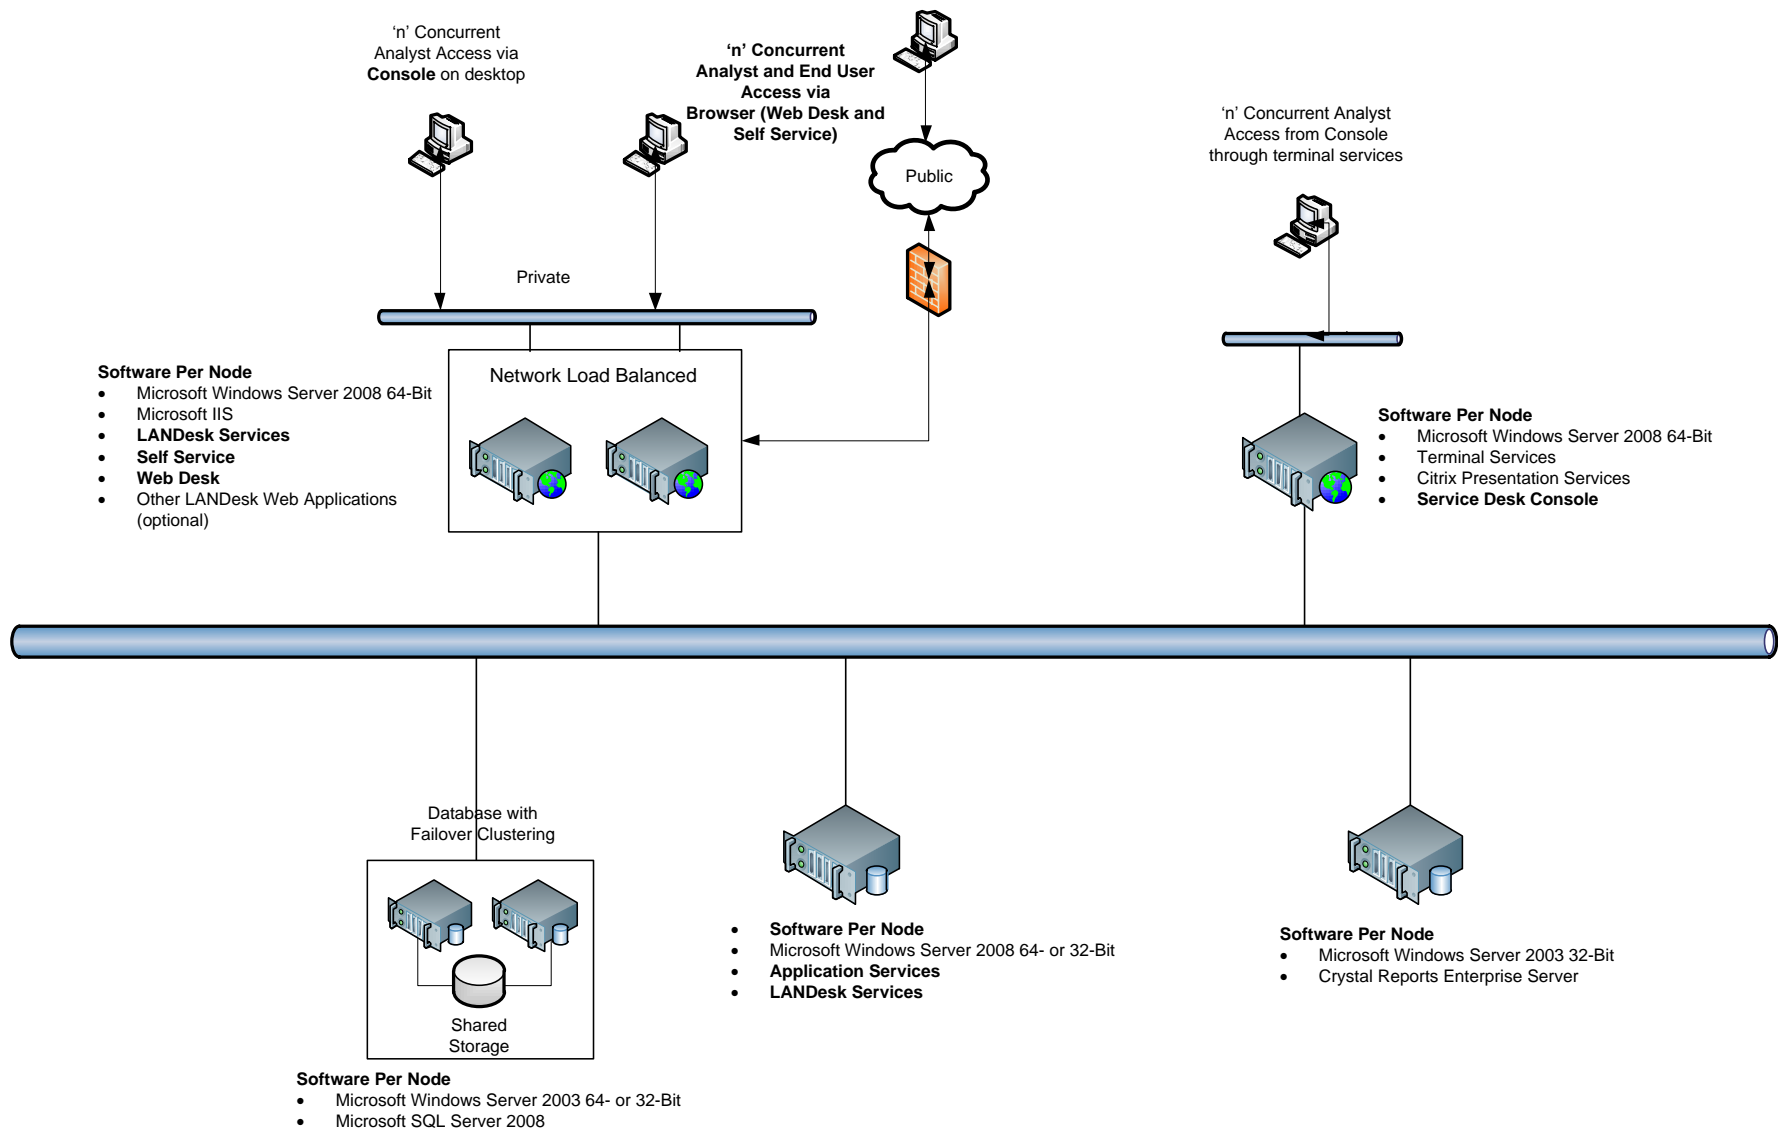 ‘n’ Concurrent
Analyst Access via
Console on desktop
‘n’ Concurrent
Analyst and End User
Access via
Browser (Web Desk and
Self Service)
Public
‘n’ Concurrent Analyst
Access from Console
through terminal services
Private
Software Per Node
• Microsoft Windows Server 2008 64-Bit
• Microsoft IIS
• LANDesk Services
• Self Service
• Web Desk
• Other LANDesk Web Applications
(optional)
Network Load Balanced
Software Per Node
• Microsoft Windows Server 2008 64-Bit
• Terminal Services
• Citrix Presentation Services
• Service Desk Console
Database with
Failover Clustering
Shared
Storage
Software Per Node
• Microsoft Windows Server 2003 64- or 32-Bit
• Microsoft SQL Server 2008
• Software Per Node
• Microsoft Windows Server 2008 64- or 32-Bit
• Application Services
• LANDesk Services
Software Per Node
• Microsoft Windows Server 2003 32-Bit
• Crystal Reports Enterprise Server